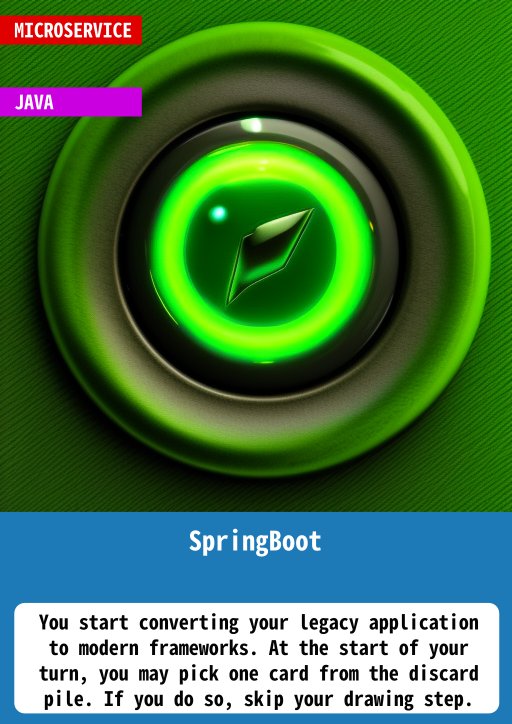 MICROSERVICE
JAVA
SpringBoot
You start converting your legacy application
to modern frameworks. At the start of your
turn, you may pick one card from the discard
pile. If you do so, skip your drawing step.